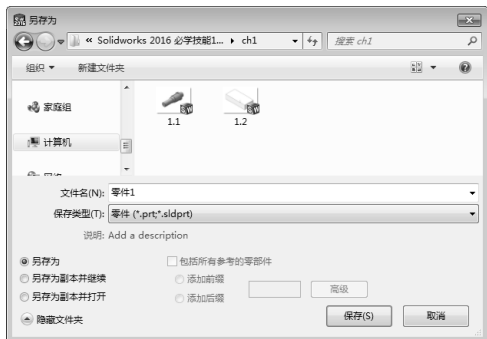 另存为
« Solidworks 2016 必学技能1... ▸ ch1
搜索 ch1
组织 新建文件夹
家庭组
1.1 1.2
计算机
文件名(N): 零件1
保存类型(T): 零件 (*.prt;*.sldprt)
说明: Add a description
另存为 包括所有参考的零部件
另存为副本并继续 添加前缀 高级
另存为副本并打开 添加后缀
隐藏文件夹 保存(S) 取消